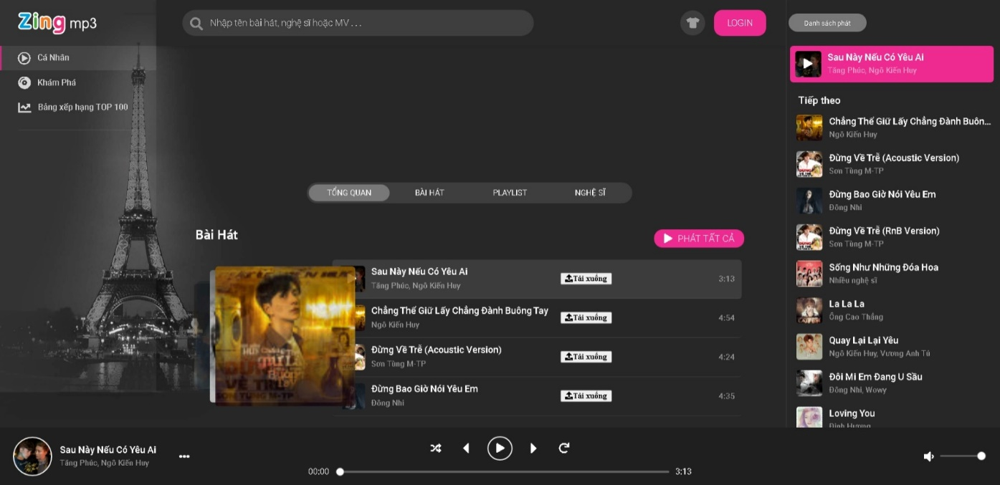 Zing mp3
Cá Nhân
Khám Phá
Bảng xếp hạng TOP 100
Nhập tên bài hát, nghệ sĩ hoặc MV . . .
LOGIN
TỔNG QUAN
BÀI HÁT
PLAYLIST
NGHỆ SĨ
Bài Hát
PHÁT TẤT CẢ
VỀ TRỄ
SƠN TÙNG M-TP
Sau Này Nếu Có Yêu Ai
Tăng Phúc, Ngô Kiến Huy
Tải xuống
3:13
Chẳng Thể Giữ Lấy Chẳng Đành Buông Tay
Ngô Kiến Huy
Tải xuống
4:54
Đừng Về Trễ (Acoustic Version)
Sơn Tùng M-TP
Tải xuống
4:24
Đừng Bao Giờ Nói Yêu Em
Đông Nhi
Tải xuống
4:35
Danh sách phát
Sau Này Nếu Có Yêu Ai
Tăng Phúc, Ngô Kiến Huy
Tiếp theo
Chẳng Thể Giữ Lấy Chẳng Đành Buôn...
Ngô Kiến Huy
Đừng Về Trễ (Acoustic Version)
Sơn Tùng M-TP
Đừng Bao Giờ Nói Yêu Em
Đông Nhi
Đừng Về Trễ (RnB Version)
Sơn Tùng M-TP
Sống Như Những Đóa Hoa
Nhiều nghệ sĩ
La La La
Ông Cao Thắng
Quay Lại Lại Yêu
Ngô Kiến Huy, Vương Anh Tú
Đôi Mi Em Đang U Sầu
Đông Nhi, Wowy
Loving You
Đinh Hương
Sau Này Nếu Có Yêu Ai
Tăng Phúc, Ngô Kiến Huy
00:00
3:13